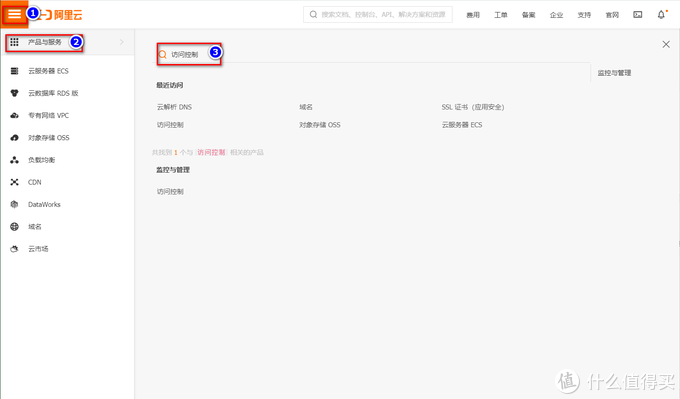 1
阿里云
搜索文档、控制台、API、解决方案和资源
费用
工单
备案
企业
支持
官网
产品与服务
2
访问控制
3
监控与管理
云服务器 ECS
云数据库 RDS 版
专有网络 VPC
对象存储 OSS
负载均衡
CDN
DataWorks
域名
云市场
最近访问
云解析 DNS
域名
SSL 证书（应用安全）
访问控制
对象存储 OSS
云服务器 ECS
共找到 1 个与 访问控制 相关的产品
监控与管理
访问控制
值 什么值得买